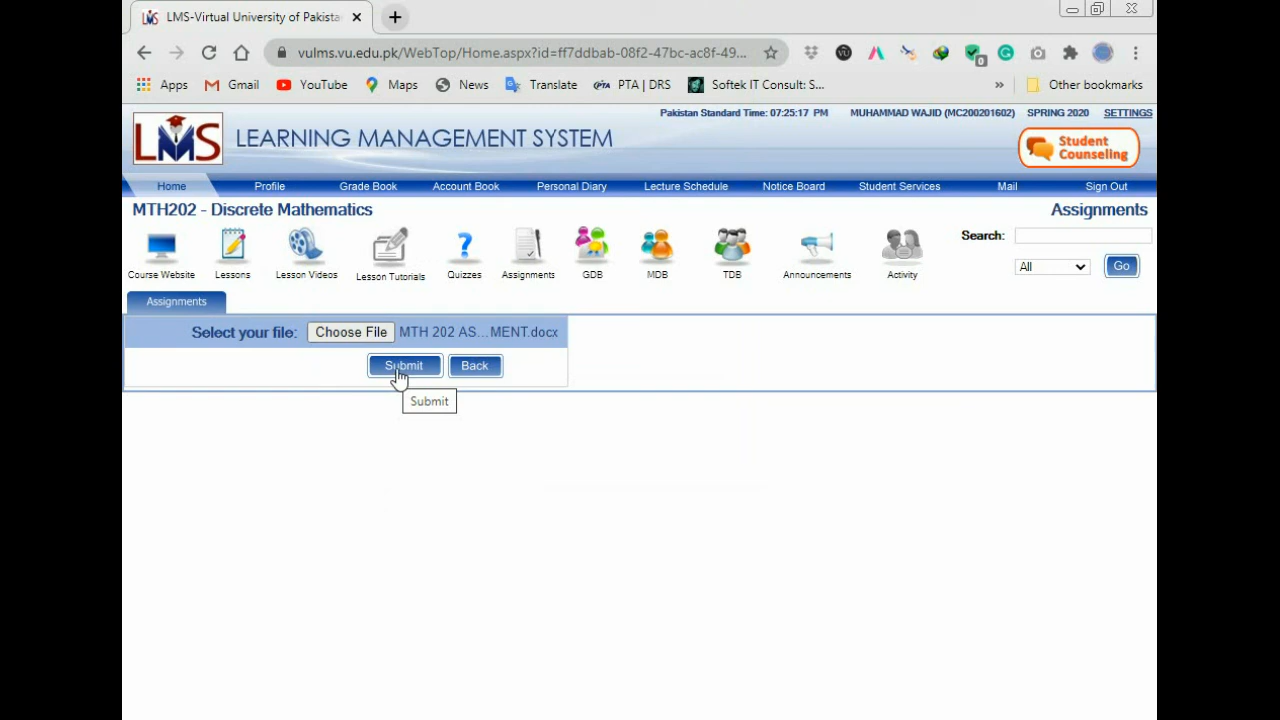 LMS-Virtual University of Pakista
vulms.vu.edu.pk/WebTop/Home.aspx?id=ff7ddbab-08f2-47bc-ac8f-49...
0
Apps Gmail YouTube Maps News Translate PTA | DRS Softek IT Consult: S... » Other bookmarks
Pakistan Standard Time: 07:25:17 PM MUHAMMAD WAJID (MC200201602) SPRING 2020 SETTINGS
LMS LEARNING MANAGEMENT SYSTEM
Student
Counseling
Home Profile Grade Book Account Book Personal Diary Lecture Schedule Notice Board Student Services Mail Sign Out
MTH202 - Discrete Mathematics Assignments
Search:
Course Website Lessons Lesson Videos Lesson Tutorials Quizzes Assignments GDB MDB TDB Announcements Activity
All Go
Assignments
Select your file: Choose File MTH 202 AS...MENT.docx
Submit Back
Submit